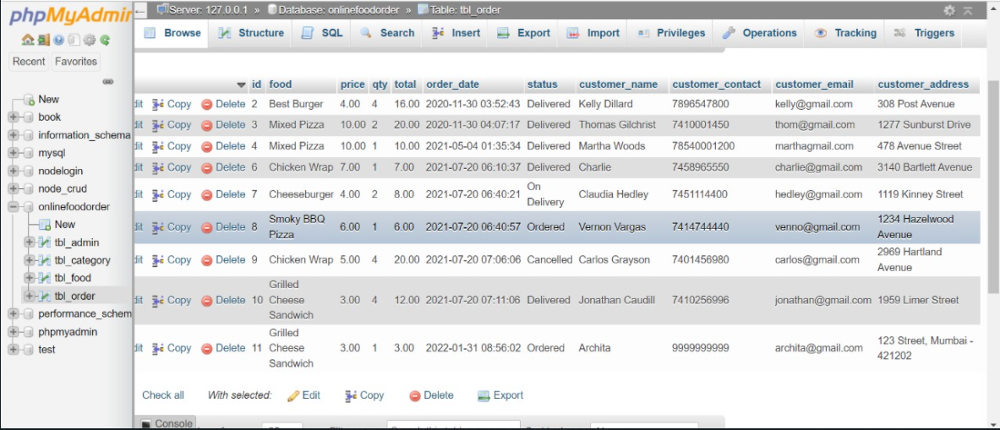 phpMyAdmin
Recent Favorites
New
book
information_schema
mysql
nodelogin
node_crud
onlinefoodorder
New
tbl_admin
tbl_category
tbl_food
tbl_order
performance_schem
phpmyadmin
test
Server: 127.0.0.1 » Database: onlinefoodorder » Table: tbl_order
Browse Structure SQL Search Insert Export Import Privileges Operations Tracking Triggers
id food price qty total order_date status customer_name customer_contact customer_email customer_address
dit Copy Delete 2 Best Burger 4.00 4 16.00 2020-11-30 03:52:43 Delivered Kelly Dillard 7896547800 kelly@gmail.com 308 Post Avenue
dit Copy Delete 3 Mixed Pizza 10.00 2 20.00 2020-11-30 04:07:17 Delivered Thomas Gilchrist 7410001450 thom@gmail.com 1277 Sunburst Drive
dit Copy Delete 4 Mixed Pizza 10.00 1 10.00 2021-05-04 01:35:34 Delivered Martha Woods 78540001200 marthagmail.com 478 Avenue Street
dit Copy Delete 6 Chicken Wrap 7.00 1 7.00 2021-07-20 06:10:37 Delivered Charlie 7458965550 charlie@gmail.com 3140 Bartlett Avenue
dit Copy Delete 7 Cheeseburger 4.00 2 8.00 2021-07-20 06:40:21 On
Delivery Claudia Hedley 7451114400 hedley@gmail.com 1119 Kinney Street
dit Copy Delete 8 Smoky BBQ
Pizza 6.00 1 6.00 2021-07-20 06:40:57 Ordered Vernon Vargas 7414744440 venno@gmail.com 1234 Hazelwood
Avenue
dit Copy Delete 9 Chicken Wrap 5.00 4 20.00 2021-07-20 07:06:06 Cancelled Carlos Grayson 7401456980 carlos@gmail.com 2969 Hartland
Avenue
dit Copy Delete 10 Grilled
Cheese
Sandwich 3.00 4 12.00 2021-07-20 07:11:06 Delivered Jonathan Caudill 7410256996 jonathan@gmail.com 1959 Limer Street
dit Copy Delete 11 Grilled
Cheese
Sandwich 3.00 1 3.00 2022-01-31 08:56:02 Ordered Archita 9999999999 archita@gmail.com 123 Street, Mumbai -
421202
Check all With selected: Edit Copy Delete Export
Console